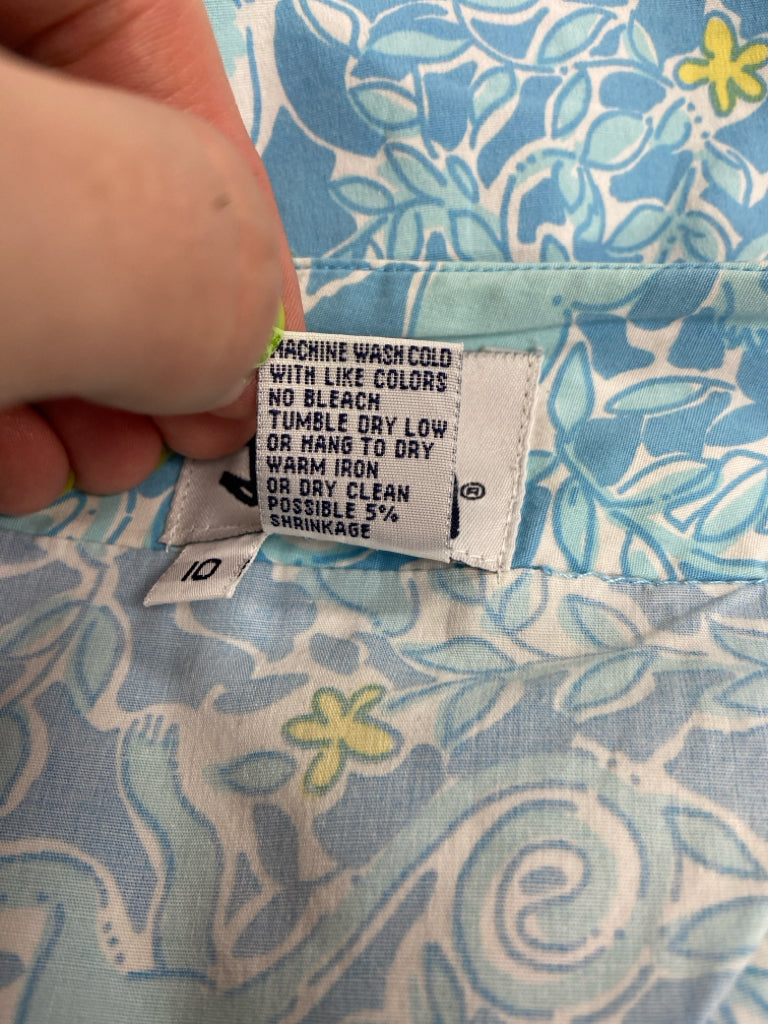 MACHINE WASH COLD
WITH LIKE COLORS
NO BLEACH
TUMBLE DRY LOW
OR HANG TO DRY
WARM IRON
OR DRY CLEAN
POSSIBLE 5%
SHRINKAGE
®
10